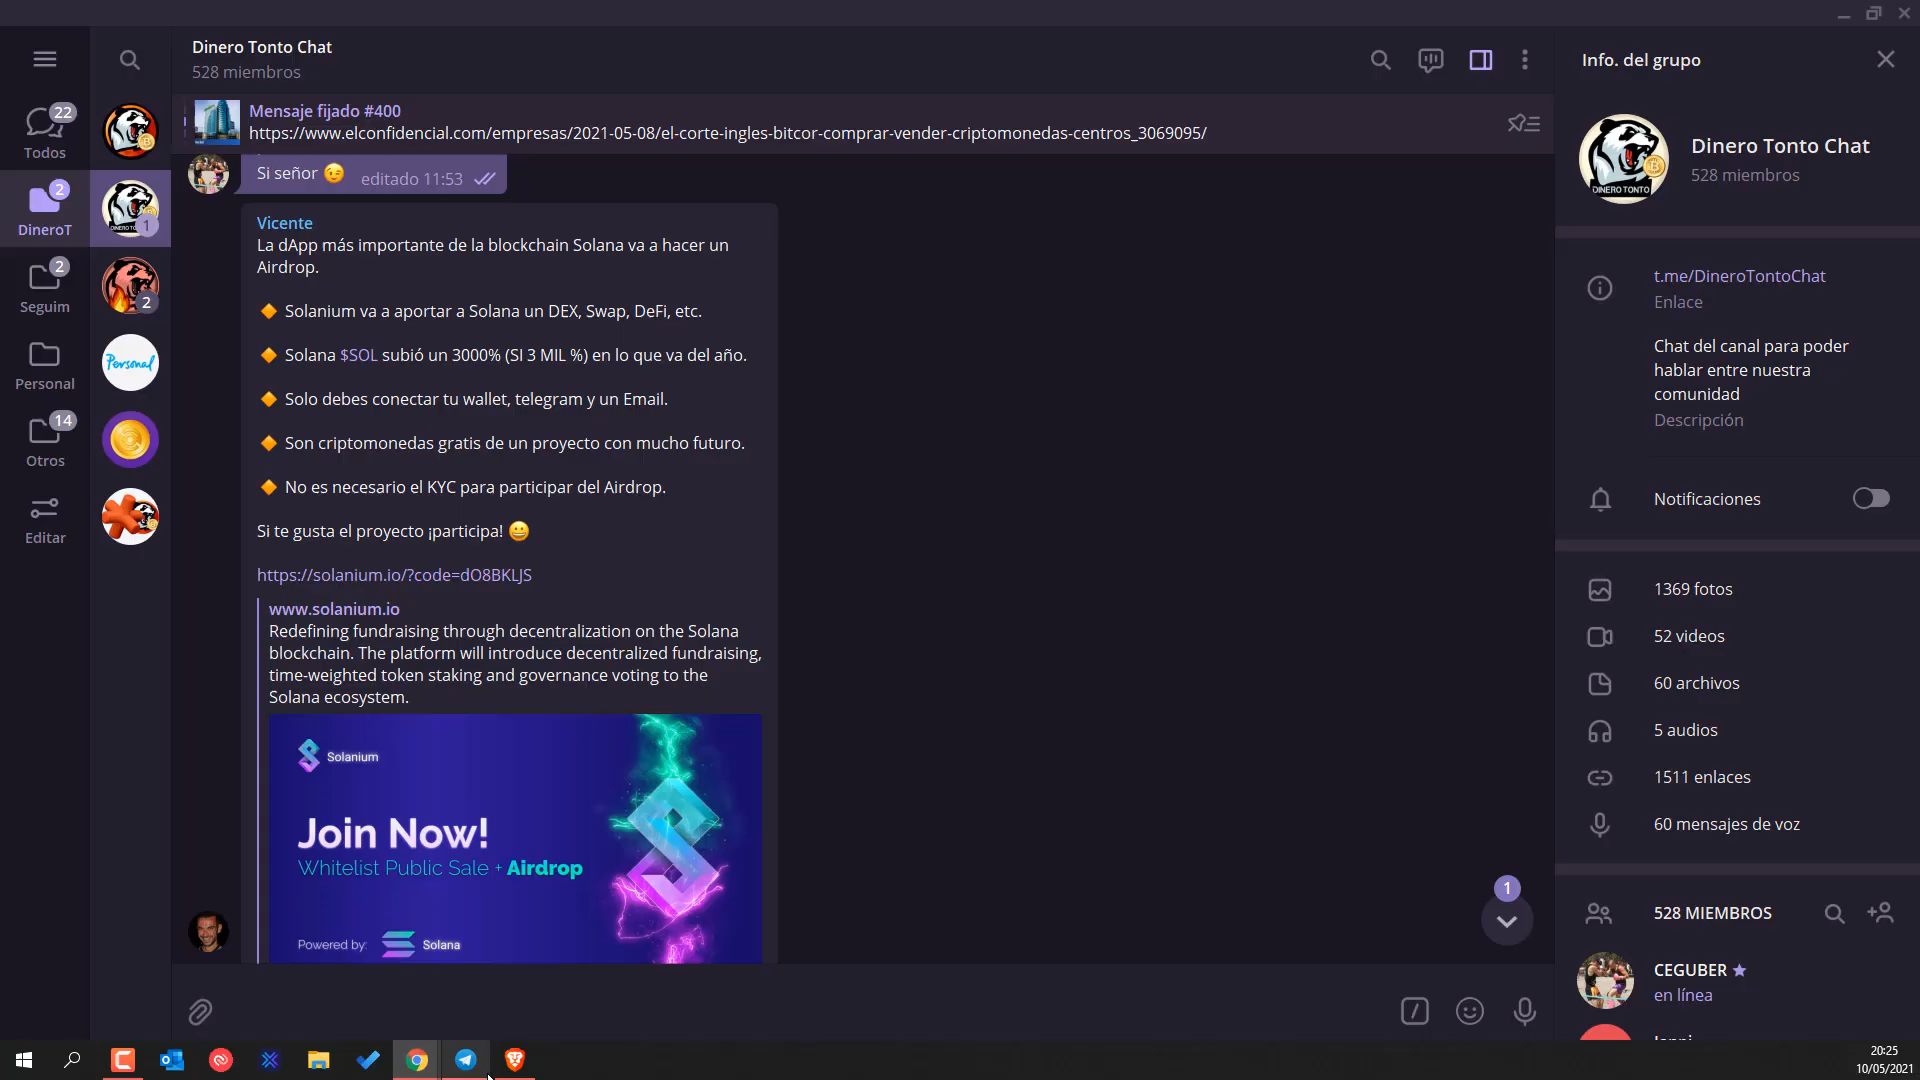 Dinero Tonto Chat
528 miembros
Mensaje fijado #400
https://www.elconfidencial.com/empresas/2021-05-08/el-corte-ingles-bitcor-comprar-vender-criptomonedas-centros_3069095/
22
Todos
2
DineroT
2
Seguim
Personal
14
Otros
Editar
1
2
Personal
Si señor 😉 editado 11:53
Vicente
La dApp más importante de la blockchain Solana va a hacer un
Airdrop.
🔸 Solanium va a aportar a Solana un DEX, Swap, DeFi, etc.
🔸 Solana $SOL subió un 3000% (SI 3 MIL %) en lo que va del año.
🔸 Solo debes conectar tu wallet, telegram y un Email.
🔸 Son criptomonedas gratis de un proyecto con mucho futuro.
🔸 No es necesario el KYC para participar del Airdrop.
Si te gusta el proyecto ¡participa! 😀
https://solanium.io/?code=dO8BKLJS
www.solanium.io
Redefining fundraising through decentralization on the Solana
blockchain. The platform will introduce decentralized fundraising,
time-weighted token staking and governance voting to the
Solana ecosystem.
Solanium
Join Now!
Whitelist Public Sale + Airdrop
Powered by: Solana
1
Info. del grupo
DINERO TONTO
Dinero Tonto Chat
528 miembros
t.me/DineroTontoChat
Enlace
Chat del canal para poder
hablar entre nuestra
comunidad
Descripción
Notificaciones
1369 fotos
52 videos
60 archivos
5 audios
1511 enlaces
60 mensajes de voz
528 MIEMBROS
CEGUBER
en línea
20:25
10/05/2021